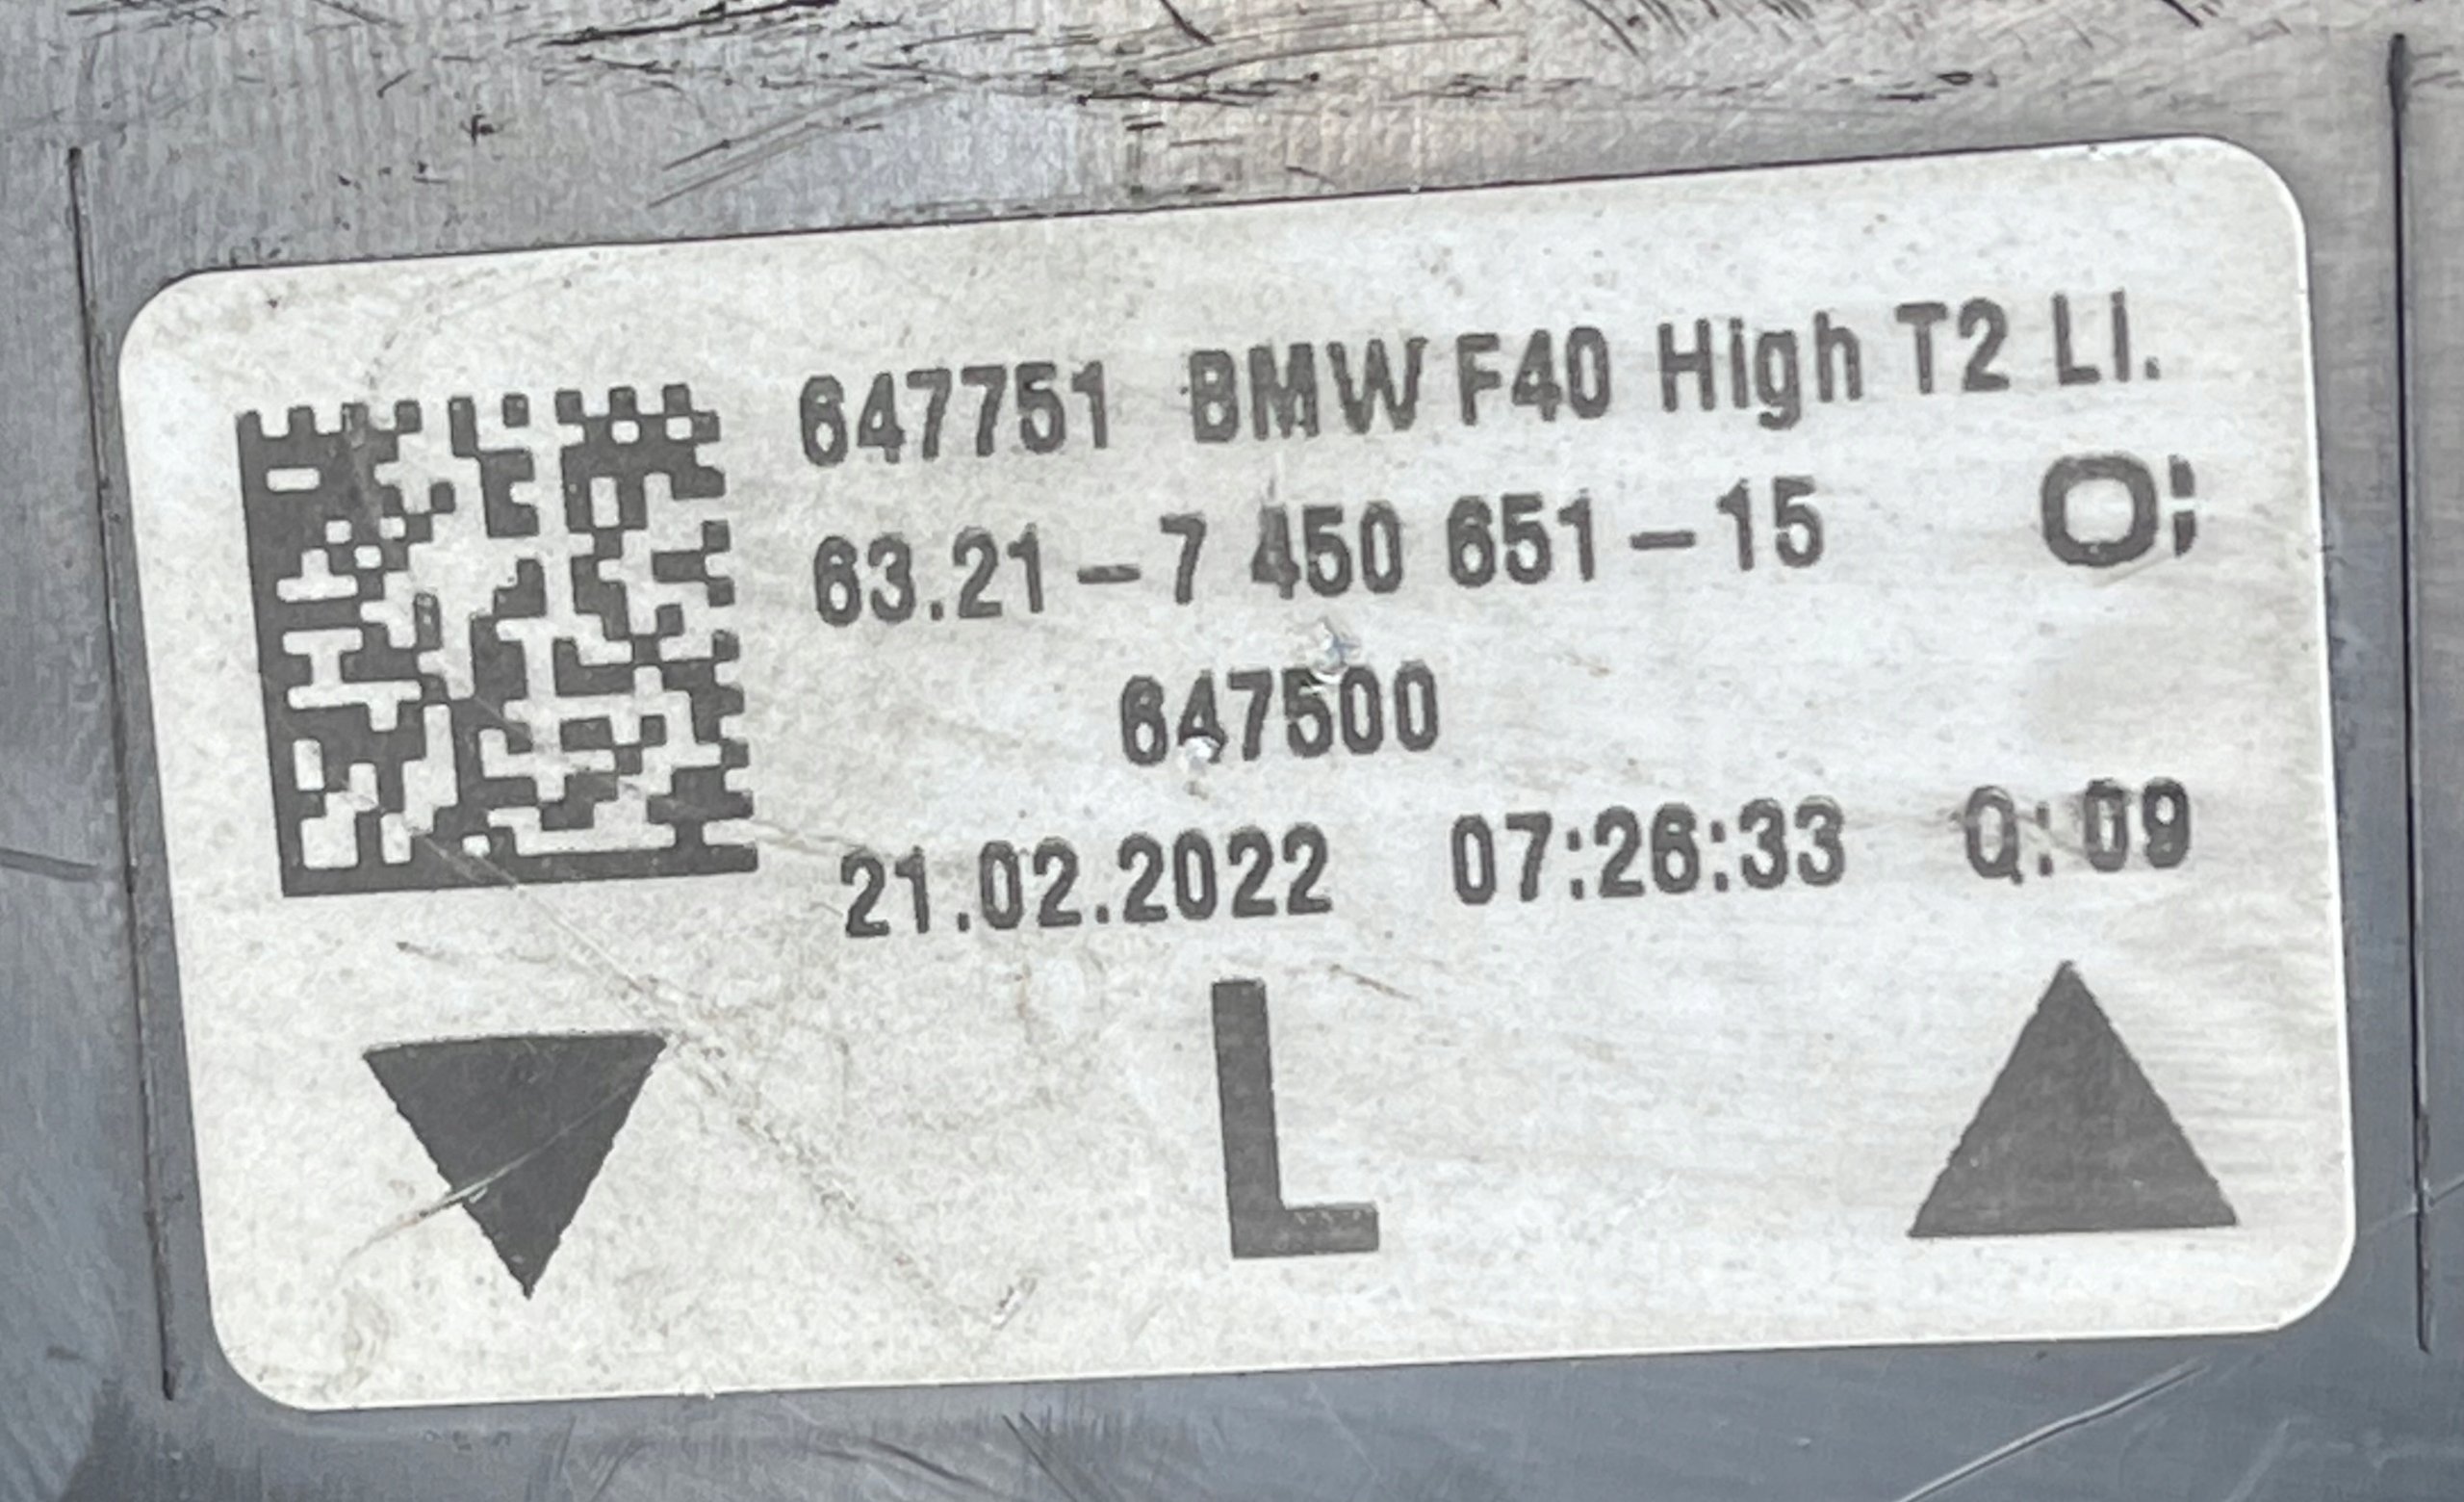 647751 BMW F40 High T2 LI.
63.21-7 450 651-15
647500
21.02.2022 07:26:33 Q: 09
L